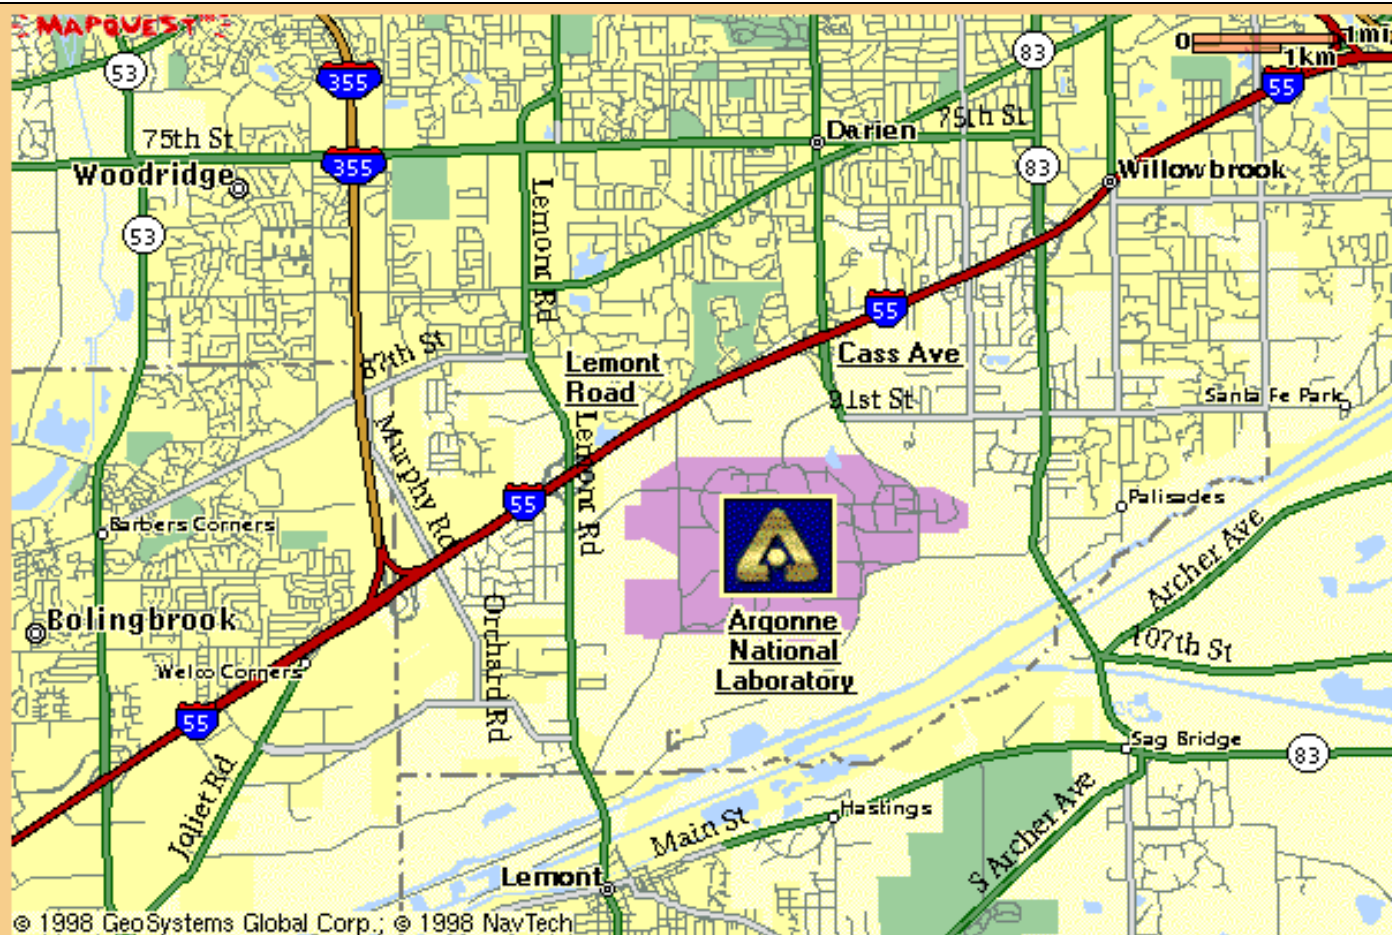 MAPQUEST™
0
1mi
1km
53
355
83
55
75th St
Darien
75th St
Woodridge
355
83
Willowbrook
Lemont Rd
53
55
87th St
Lemont
Road
Cass Ave
91st St
Santa Fe Park
Murphy Rd
Lemont Rd
55
Palisades
Barbers Corners
Archer Ave
Bolingbrook
Orchard Rd
Argonne
National
Laboratory
107th St
Welco Corners
55
Sag Bridge
83
Joliet Rd
Hastings
Main St
S Archer Ave
Lemont
© 1998 GeoSystems Global Corp.; © 1998 NavTech